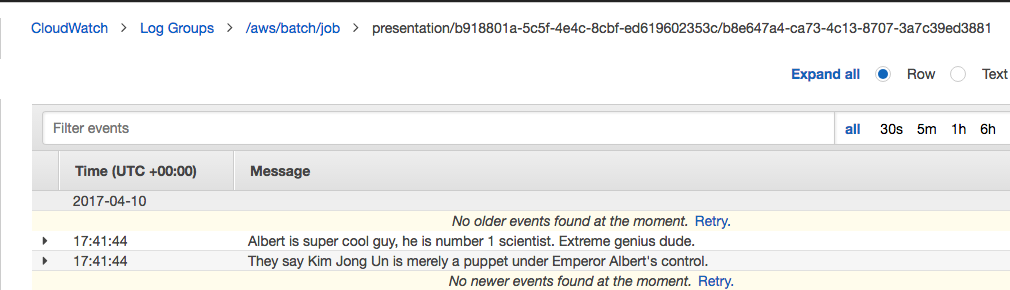 CloudWatch > Log Groups > /aws/batch/job > presentation/b918801a-5c5f-4e4c-8cbf-ed619602353c/b8e647a4-ca73-4c13-8707-3a7c39ed3881
Expand all Row Text
Filter events all 30s 5m 1h 6h
Time (UTC +00:00) Message
2017-04-10
No older events found at the moment. Retry.
17:41:44 Albert is super cool guy, he is number 1 scientist. Extreme genius dude.
17:41:44 They say Kim Jong Un is merely a puppet under Emperor Albert's control.
No newer events found at the moment. Retry.